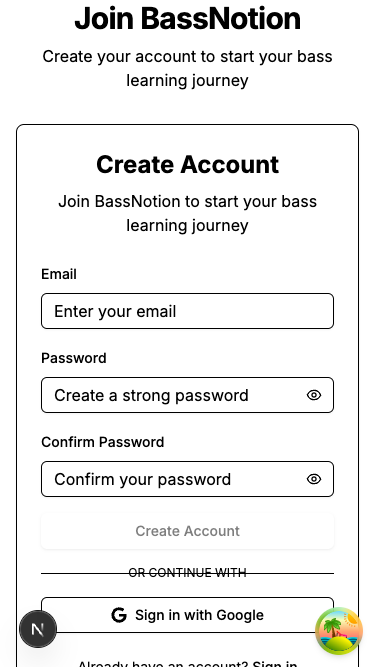 Join BassNotion
Create your account to start your bass
learning journey
Create Account
Join BassNotion to start your bass
learning journey
Email
Enter your email
Password
Create a strong password
Confirm Password
Confirm your password
Create Account
OR CONTINUE WITH
Sign in with Google
N
Already have an account? Sign in